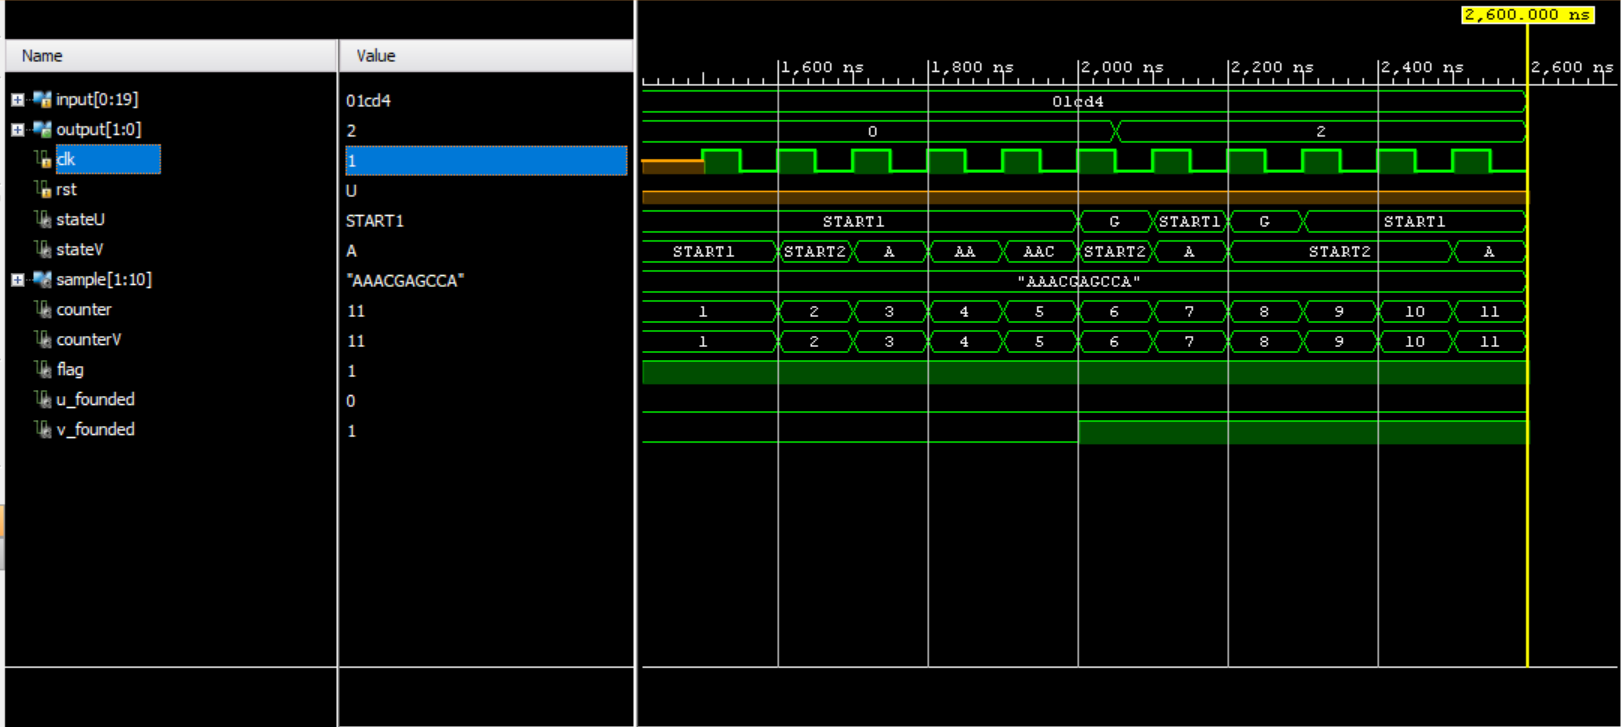 2,600.000 ns
Name Value
1,600 ns 1,800 ns 2,000 ns 2,200 ns 2,400 ns 2,600 ns
input[0:19] 01cd4 01cd4
output[1:0] 2 0 2
clk 1
rst U
stateU START1 START1 G START1 G START1
stateV A START1 START2 A AA AAC START2 A START2 A
sample[1:10] "AAACGAGCCA" "AAACGAGCCA"
counter 11 1 2 3 4 5 6 7 8 9 10 11
counterV 11 1 2 3 4 5 6 7 8 9 10 11
flag 1
u_founded 0
v_founded 1